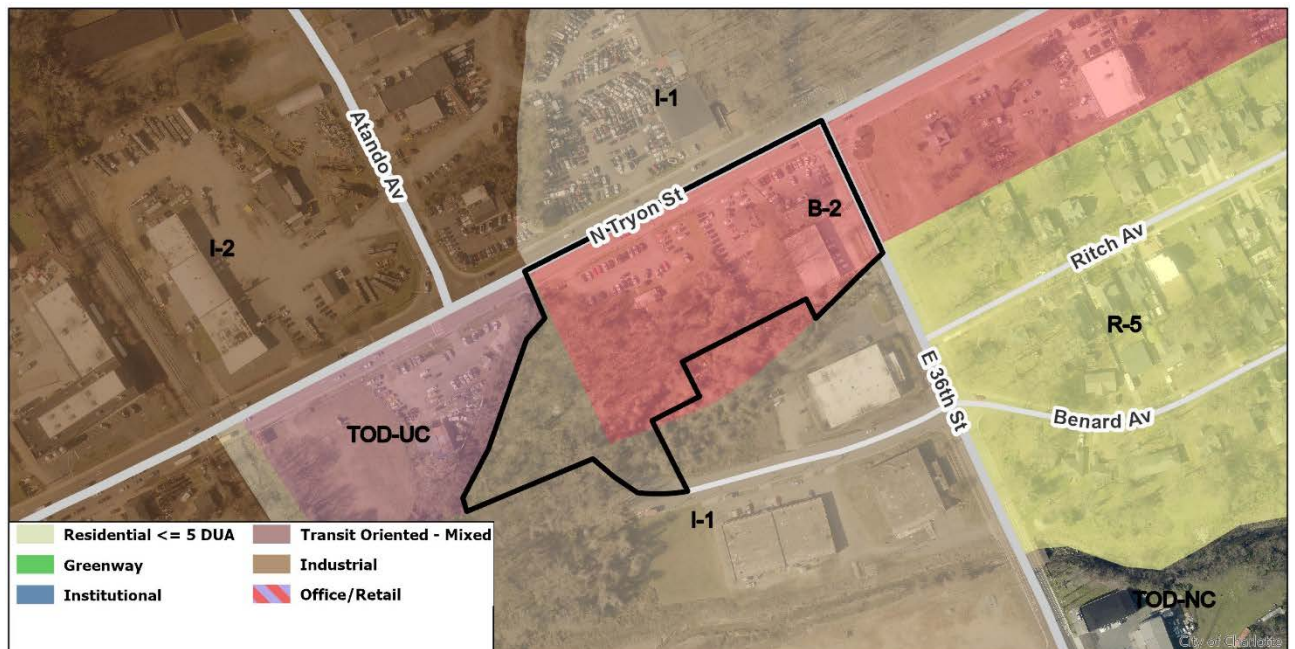 I-1
Atando Av
N Tryon St
B-2
I-2
Ritch Av
R-5
E 36th St
Benard Av
TOD-UC
I-1
TOD-NC
Residential <= 5 DUA
Transit Oriented - Mixed
Greenway
Industrial
Institutional
Office/Retail
City of Charlotte